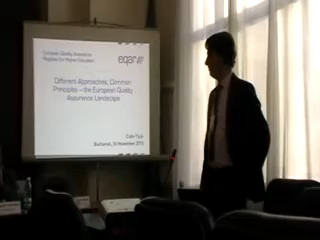 European Quality Assurance
Register for Higher Education
eqar
Different Approaches, Common
Principles – the European Quality
Assurance Landscape
Colin Tück
Bucharest, 16 November 2010